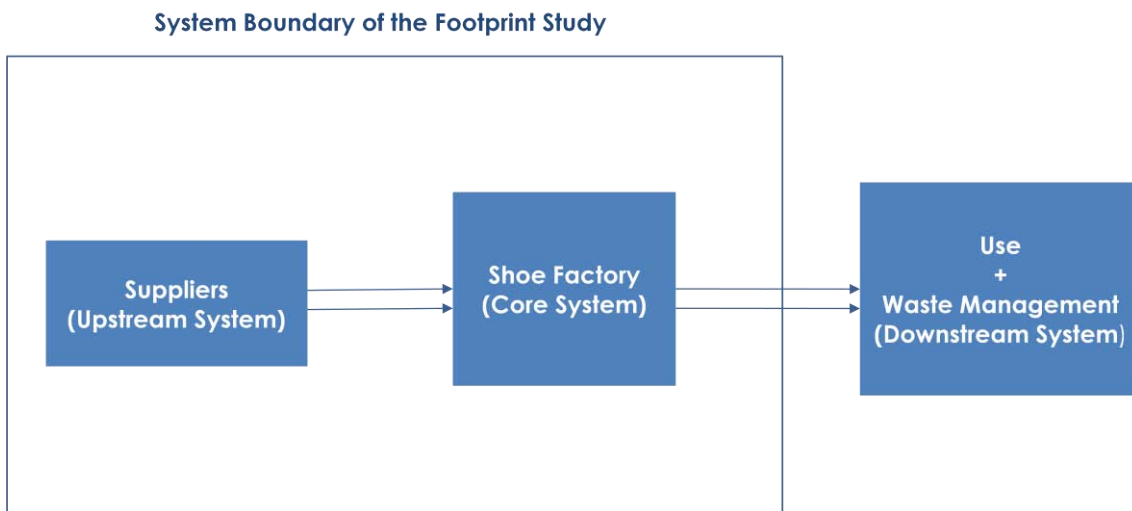 System Boundary of the Footprint Study
Suppliers
(Upstream System)
Shoe Factory
(Core System)
Use
+
Waste Management
(Downstream System)